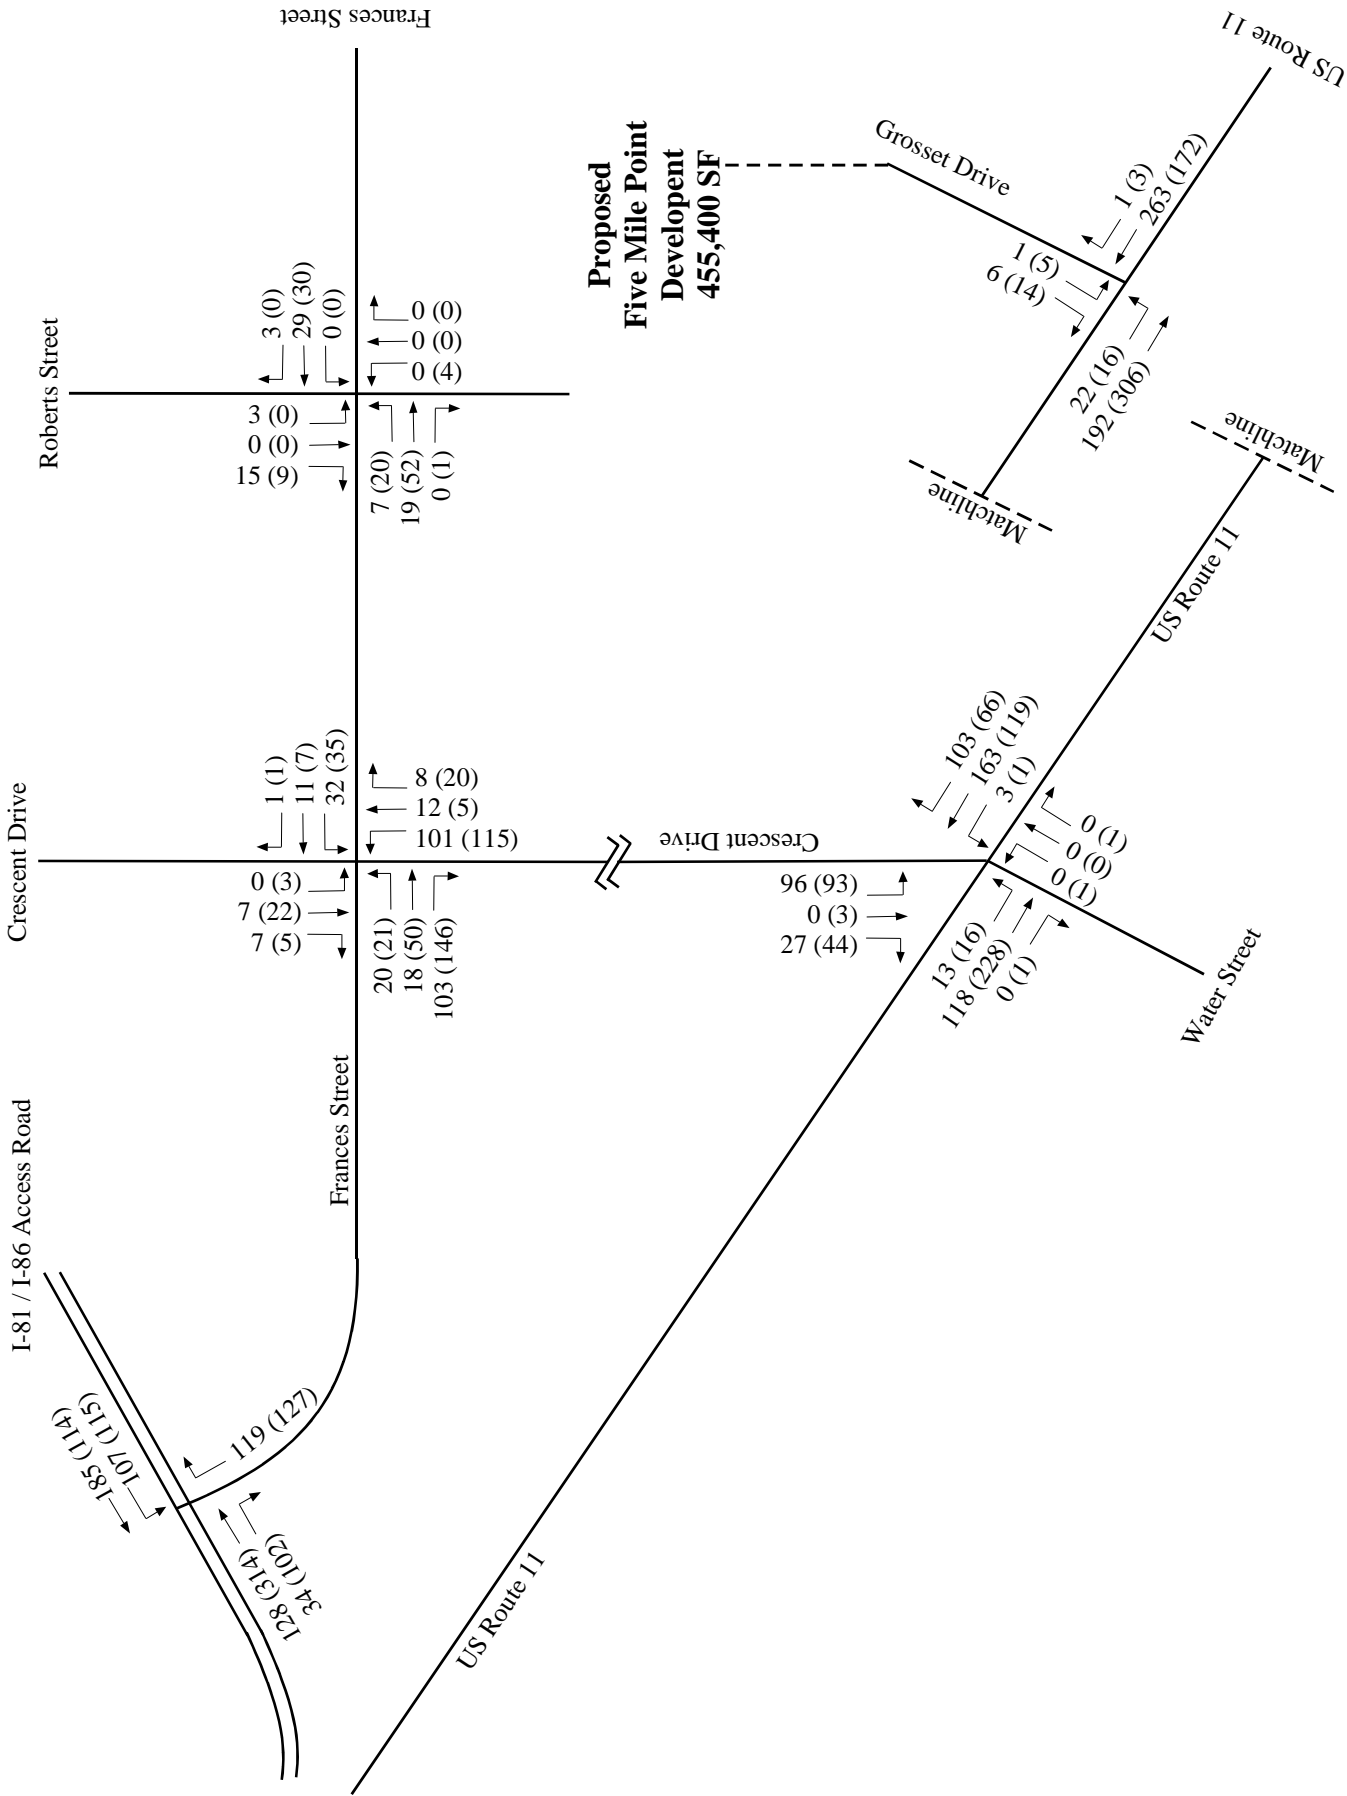 Frances Street
US Route 11
Grosset Drive
Proposed
Five Mile Point
Developent
455,400 SF
1 (3)
263 (172)
1 (5)
6 (14)
22 (16)
192 (306)
Matchline
Matchline
Roberts Street
3 (0)
29 (30)
0 (0)
0 (0)
0 (0)
0 (4)
3 (0)
0 (0)
15 (9)
7 (20)
19 (52)
0 (1)
US Route 11
Crescent Drive
1 (1)
11 (7)
32 (35)
8 (20)
12 (5)
101 (115)
0 (3)
7 (22)
7 (5)
20 (21)
18 (50)
103 (146)
Crescent Drive
103 (66)
163 (119)
3 (1)
0 (1)
0 (0)
0 (1)
96 (93)
0 (3)
27 (44)
13 (16)
118 (228)
0 (1)
Water Street
Frances Street
I-81 / I-86 Access Road
185 (114)
107 (115)
119 (127)
128 (314)
34 (102)
US Route 11